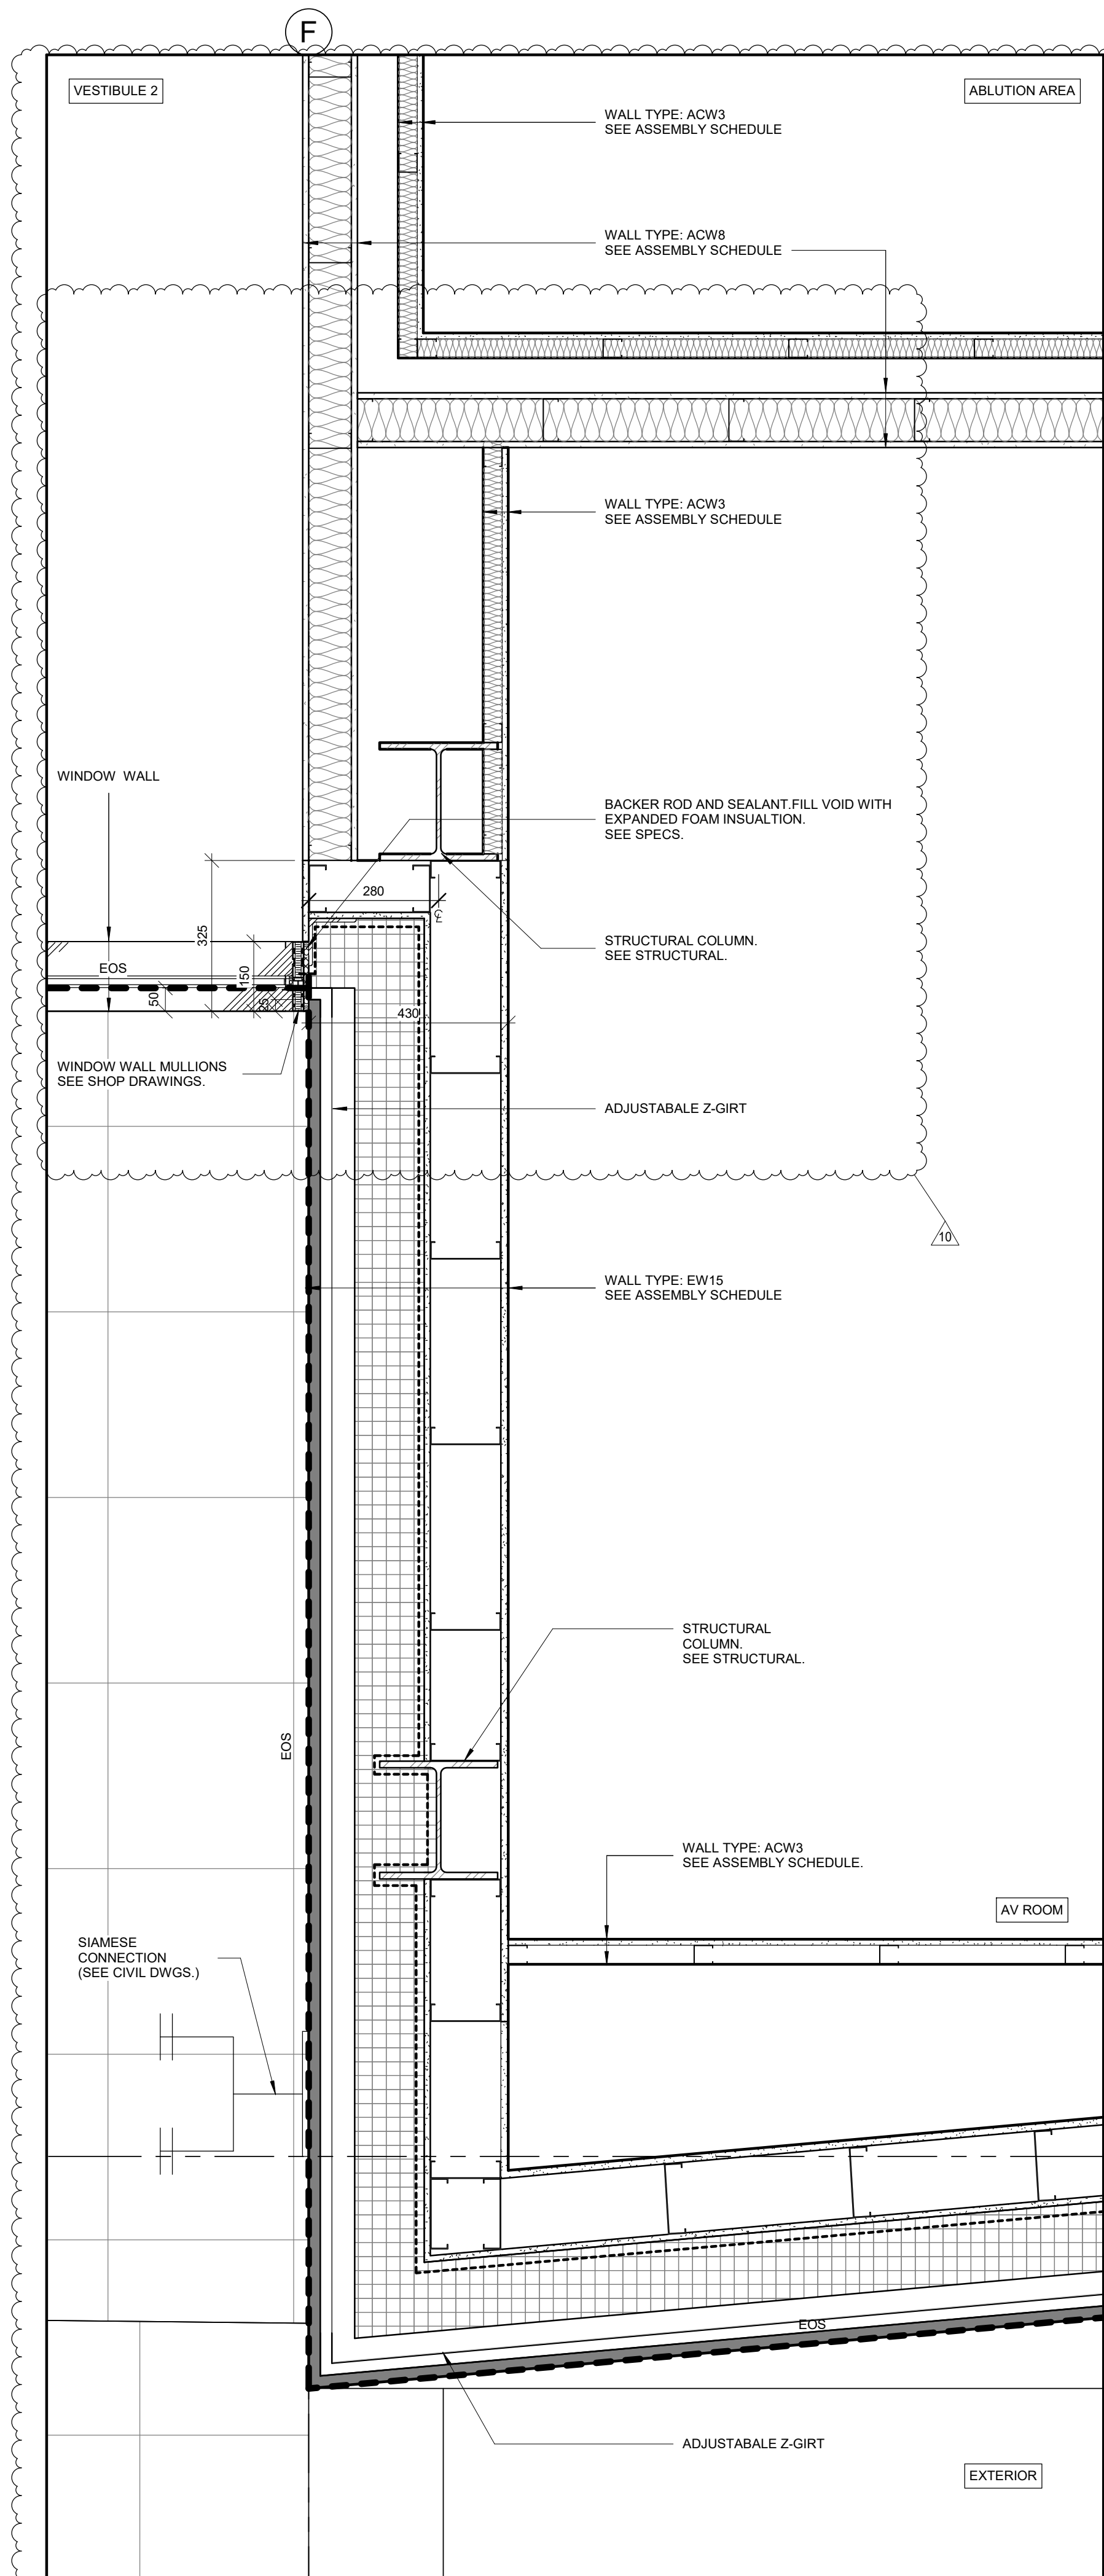 F
VESTIBULE 2
ABLUTION AREA
WALL TYPE: ACW3
SEE ASSEMBLY SCHEDULE
WALL TYPE: ACW8
SEE ASSEMBLY SCHEDULE
WALL TYPE: ACW3
SEE ASSEMBLY SCHEDULE
WINDOW WALL
BACKER ROD AND SEALANT.FILL VOID WITH
EXPANDED FOAM INSUALTION.
SEE SPECS.
280
CL
325
STRUCTURAL COLUMN.
SEE STRUCTURAL.
EOS
150
50
25
430
WINDOW WALL MULLIONS
SEE SHOP DRAWINGS.
ADJUSTABALE Z-GIRT
10
WALL TYPE: EW15
SEE ASSEMBLY SCHEDULE
STRUCTURAL
COLUMN.
SEE STRUCTURAL.
EOS
WALL TYPE: ACW3
SEE ASSEMBLY SCHEDULE.
AV ROOM
SIAMESE
CONNECTION
(SEE CIVIL DWGS.)
EOS
ADJUSTABALE Z-GIRT
EXTERIOR